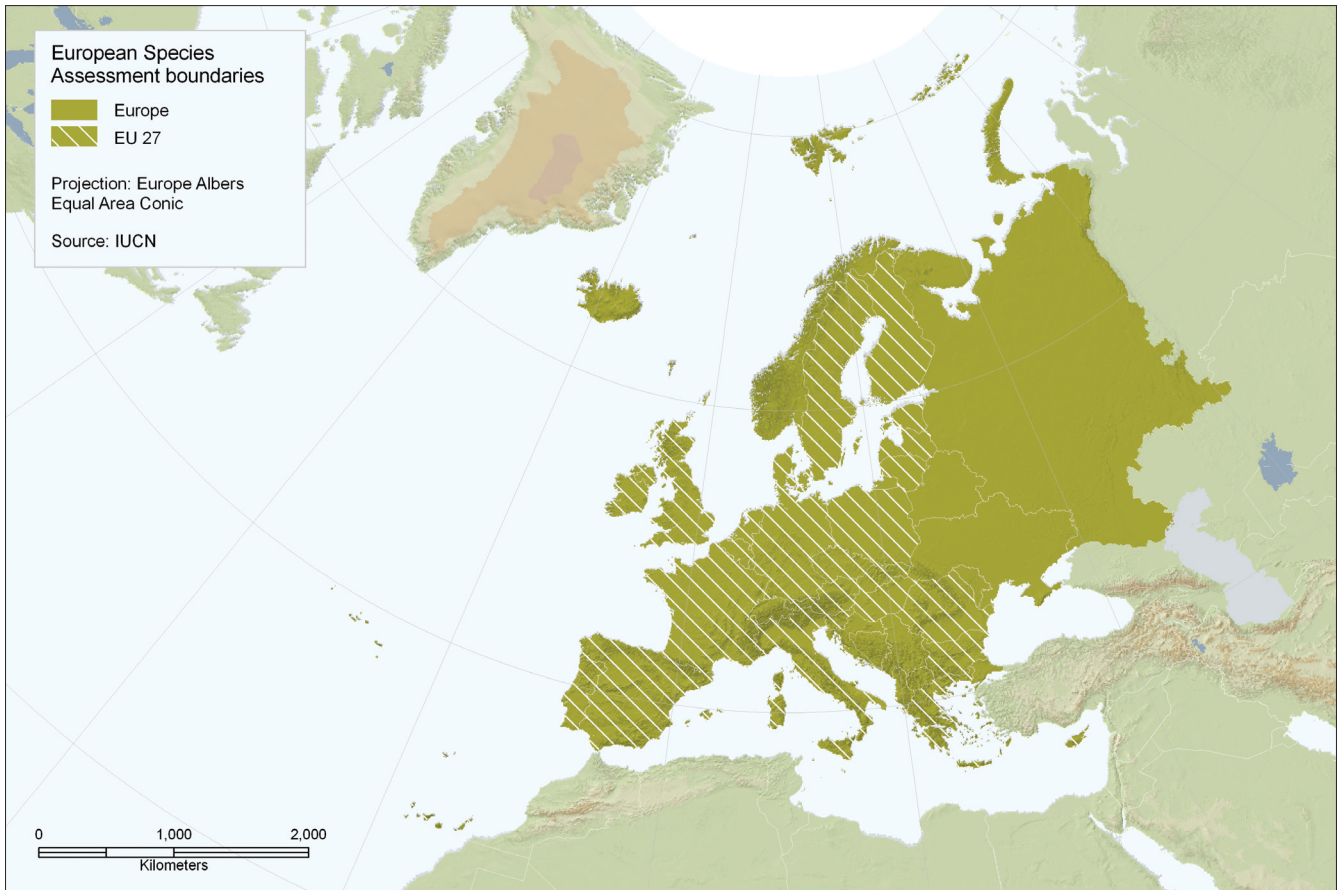 European Species
Assessment boundaries
Europe
EU 27
Projection: Europe Albers
Equal Area Conic
Source: IUCN
0 1,000 2,000
Kilometers